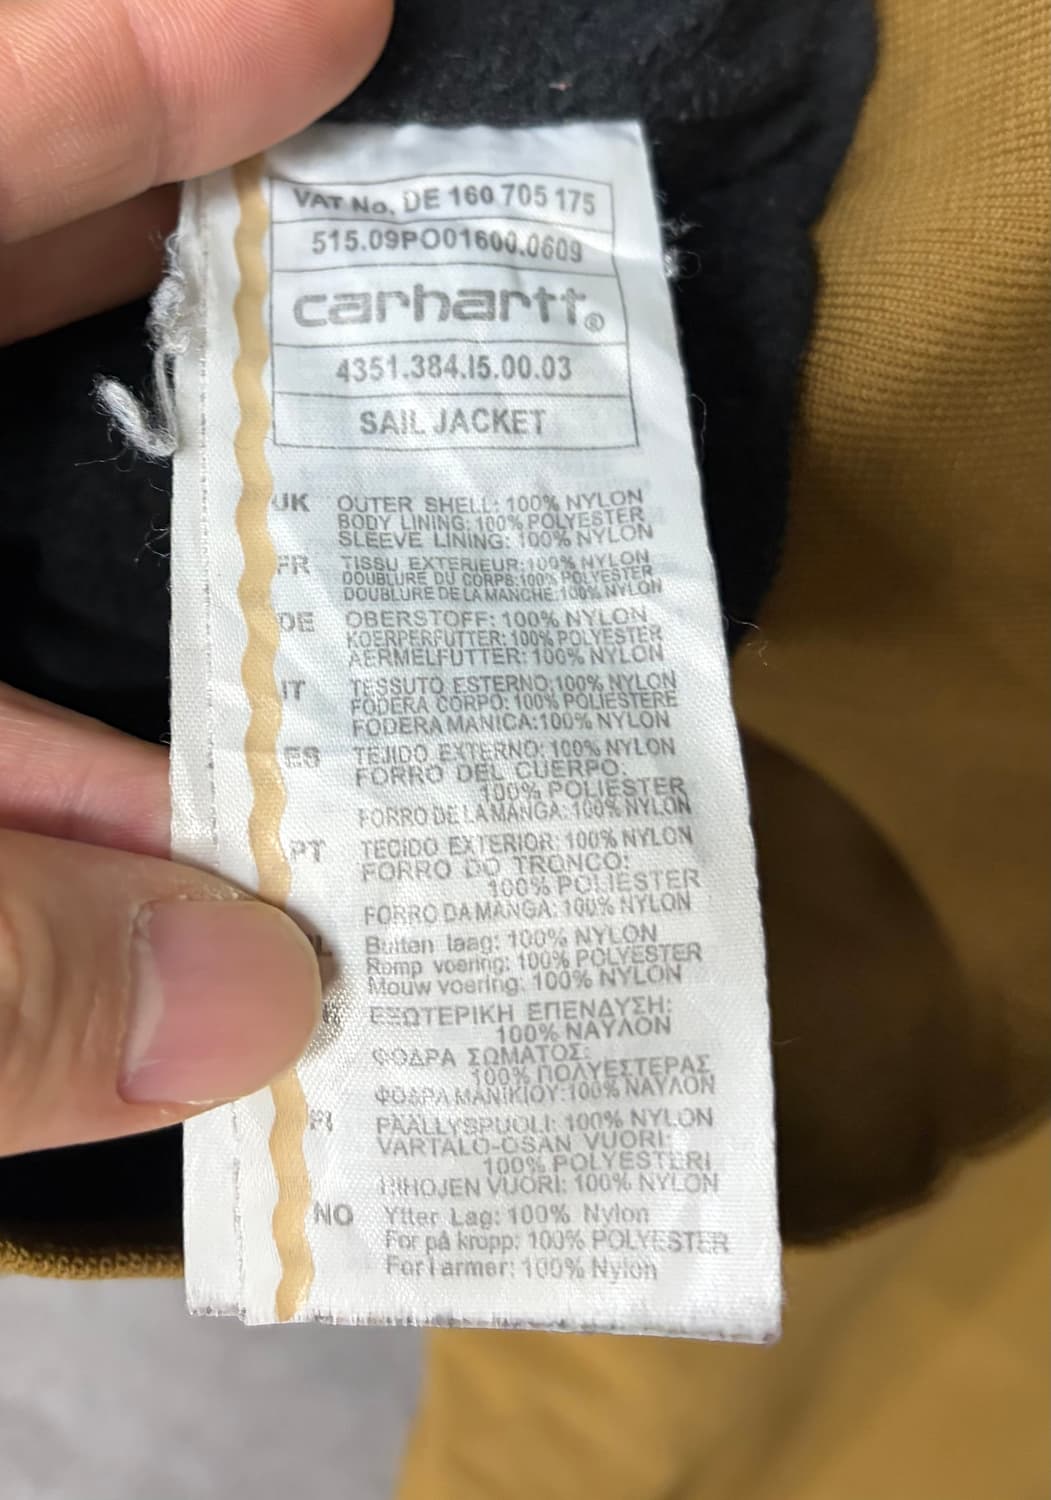 VAT No. DE 160 705 175
515.09PO01600.0609
carhartt®
4351.384.I5.00.03
SAIL JACKET
UK OUTER SHELL: 100% NYLON
BODY LINING: 100% POLYESTER
SLEEVE LINING: 100% NYLON
FR TISSU EXTERIEUR:100% NYLON
DOUBLURE DU CORPS:100% POLYESTER
DOUBLURE DE LA MANCHE:100% NYLON
DE OBERSTOFF: 100% NYLON
KOERPERFUTTER: 100% POLYESTER
AERMELFUTTER: 100% NYLON
IT TESSUTO ESTERNO:100% NYLON
FODERA CORPO: 100% POLIESTERE
FODERA MANICA:100% NYLON
ES TEJIDO EXTERNO: 100% NYLON
FORRO DEL CUERPO:
100% POLIESTER
FORRO DE LA MANGA: 100% NYLON
PT TECIDO EXTERIOR: 100% NYLON
FORRO DO TRONCO:
100% POLIESTER
FORRO DA MANGA: 100% NYLON
Buiten laag: 100% NYLON
Romp voering: 100% POLYESTER
Mouw voering: 100% NYLON
ΕΞΩΤΕΡΙΚΗ ΕΠΕΝΔΥΣΗ:
100% ΝΑΥΛΟΝ
ΦΟΔΡΑ ΣΩΜΑΤΟΣ:
100% ΠΟΛΥΕΣΤΕΡΑΣ
ΦΟΔΡΑ ΜΑΝΙΚΙΟΥ:100% ΝΑΥΛΟΝ
FI PÄÄLLYSPUOLI: 100% NYLON
VARTALO-OSAN VUORI:
100% POLYESTERI
HIHOJEN VUORI: 100% NYLON
NO Ytter Lag: 100% Nylon
For på kropp: 100% POLYESTER
For I armer: 100% Nylon